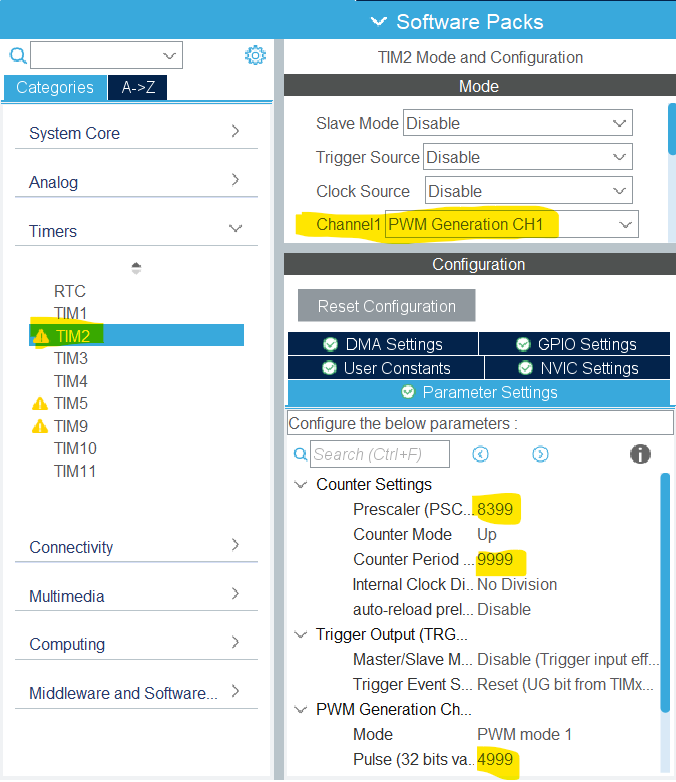 Software Packs
Categories
A->Z
System Core
Analog
Timers
RTC
TIM1
TIM2
TIM3
TIM4
TIM5
TIM9
TIM10
TIM11
Connectivity
Multimedia
Computing
Middleware and Software...
TIM2 Mode and Configuration
Mode
Slave Mode Disable
Trigger Source Disable
Clock Source Disable
Channel1 PWM Generation CH1
Configuration
Reset Configuration
DMA Settings
GPIO Settings
User Constants
NVIC Settings
Parameter Settings
Configure the below parameters :
Search (Ctrl+F)
Counter Settings
Prescaler (PSC... 8399
Counter Mode Up
Counter Period ... 9999
Internal Clock Di... No Division
auto-reload prel... Disable
Trigger Output (TRG...
Master/Slave M... Disable (Trigger input eff...
Trigger Event S... Reset (UG bit from TIMx...
PWM Generation Ch...
Mode PWM mode 1
Pulse (32 bits va... 4999